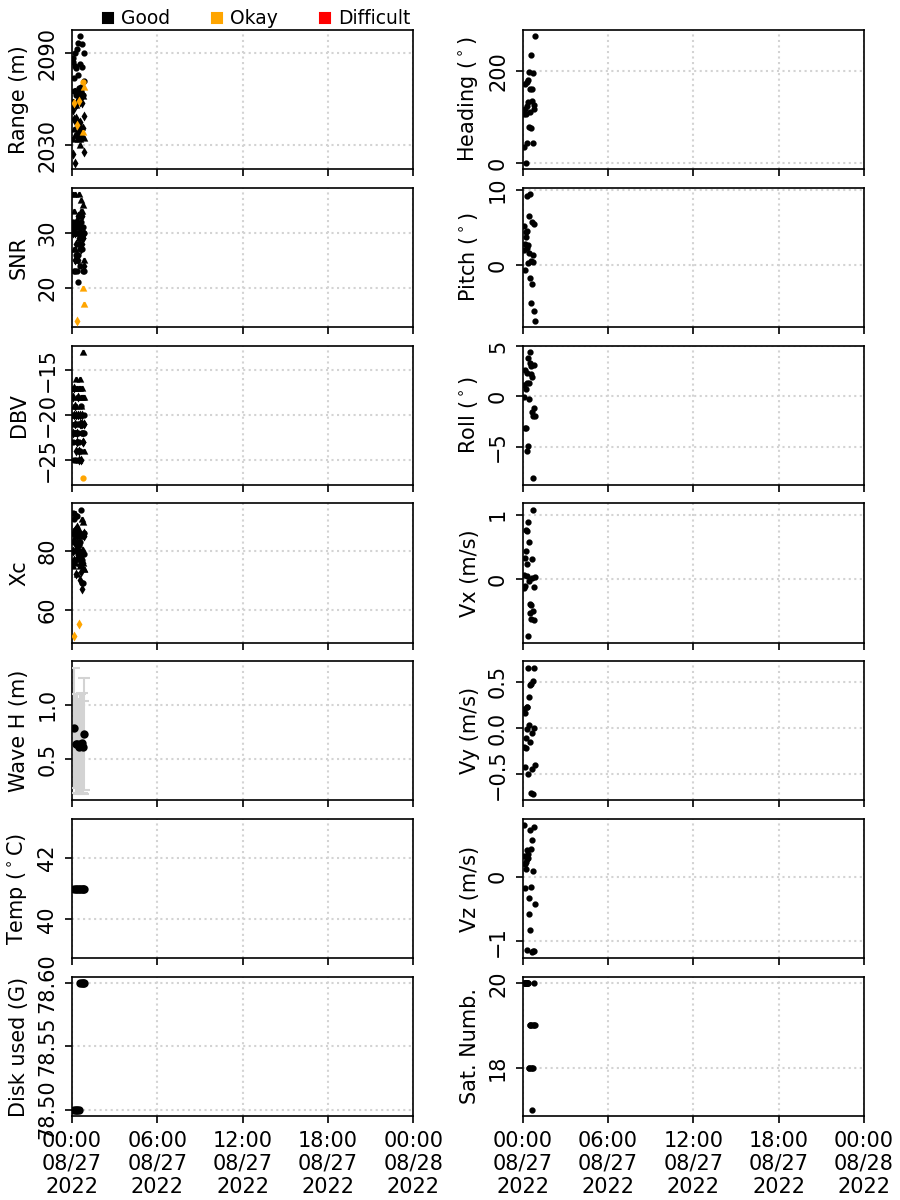 Good Okay Difficult
Range (m)
2090
2030
Heading (°)
200
0
SNR
30
20
Pitch (°)
10
0
DBV
−15
−20
−25
Roll (°)
5
0
−5
Xc
80
60
Vx (m/s)
1
0
Wave H (m)
1.0
0.5
Vy (m/s)
0.5
0.0
−0.5
Temp (°C)
42
40
Vz (m/s)
0
−1
Disk used (G)
78.60
78.55
78.50
Sat. Numb.
20
18
00:00 06:00 12:00 18:00 00:00 00:00 06:00 12:00 18:00 00:00
08/27 08/27 08/27 08/27 08/28 08/27 08/27 08/27 08/27 08/28
2022 2022 2022 2022 2022 2022 2022 2022 2022 2022